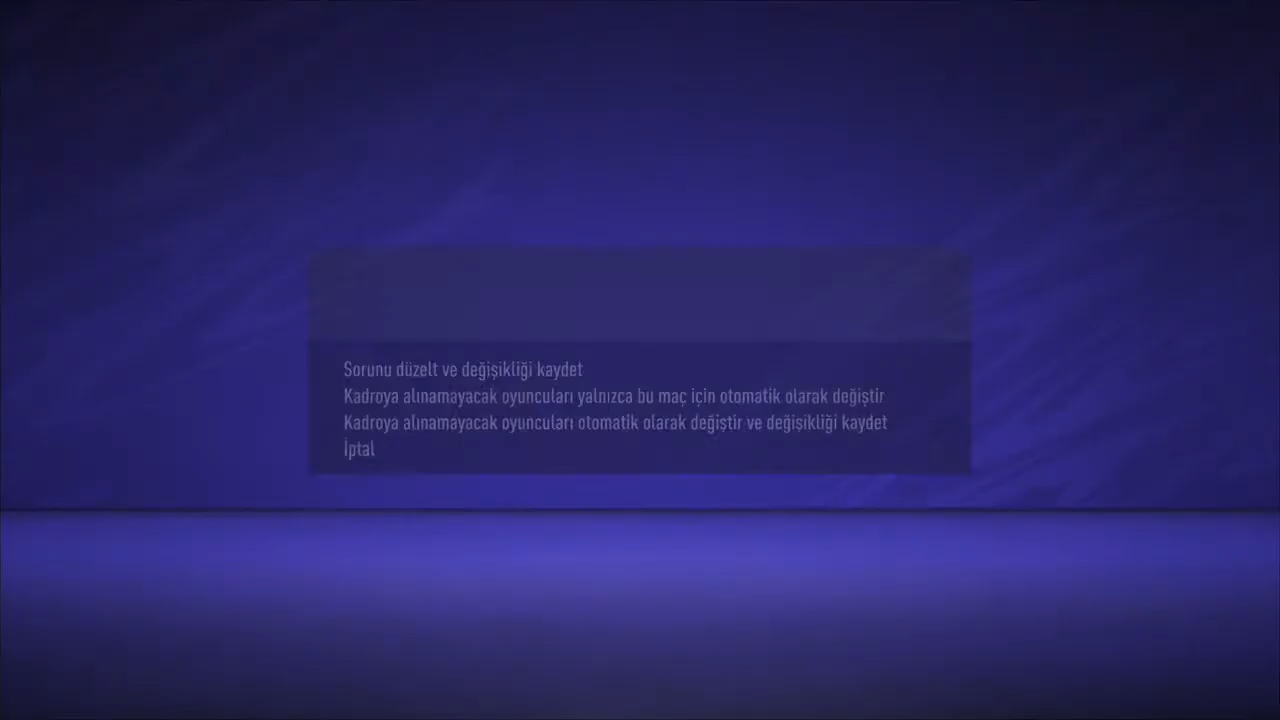 Sorunu düzelt ve değişikliği kaydet
Kadroya alınamayacak oyuncuları yalnızca bu maç için otomatik olarak değiştir
Kadroya alınamayacak oyuncuları otomatik olarak değiştir ve değişikliği kaydet
İptal